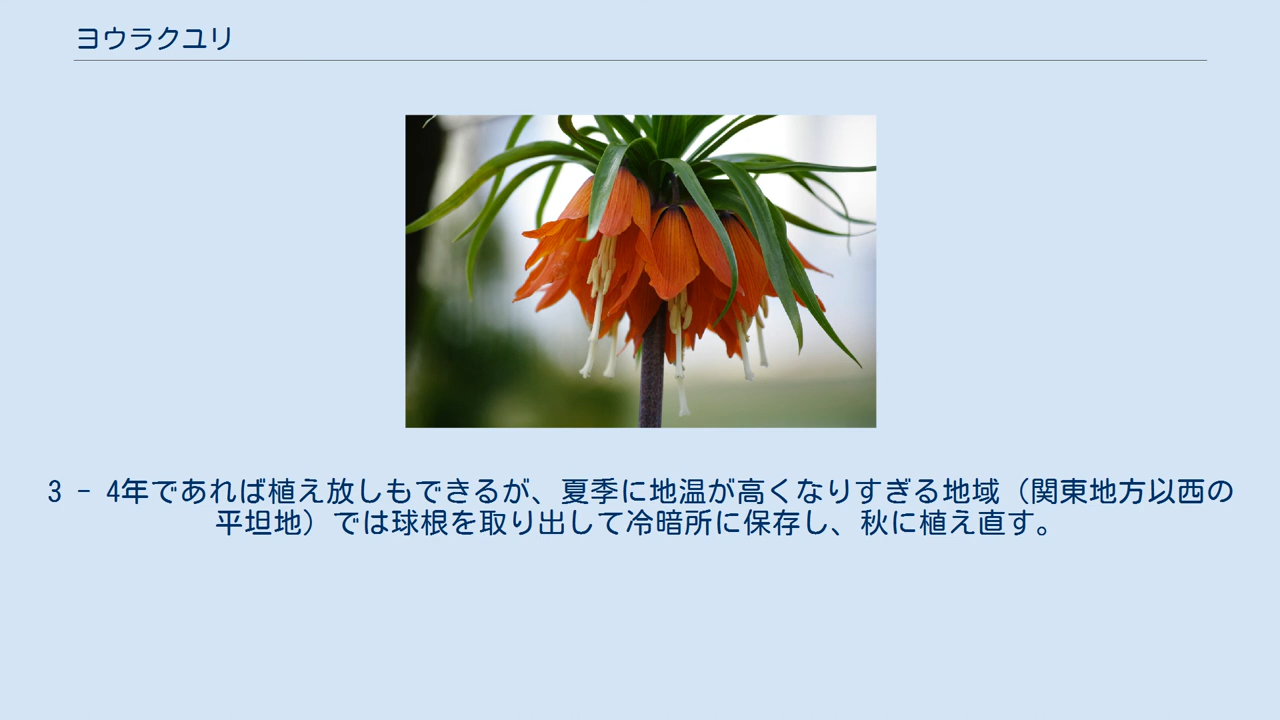 ヨウラクユリ
3 - 4年であれば植え放しもできるが、夏季に地温が高くなりすぎる地域（関東地方以西の
平坦地）では球根を取り出して冷暗所に保存し、秋に植え直す。